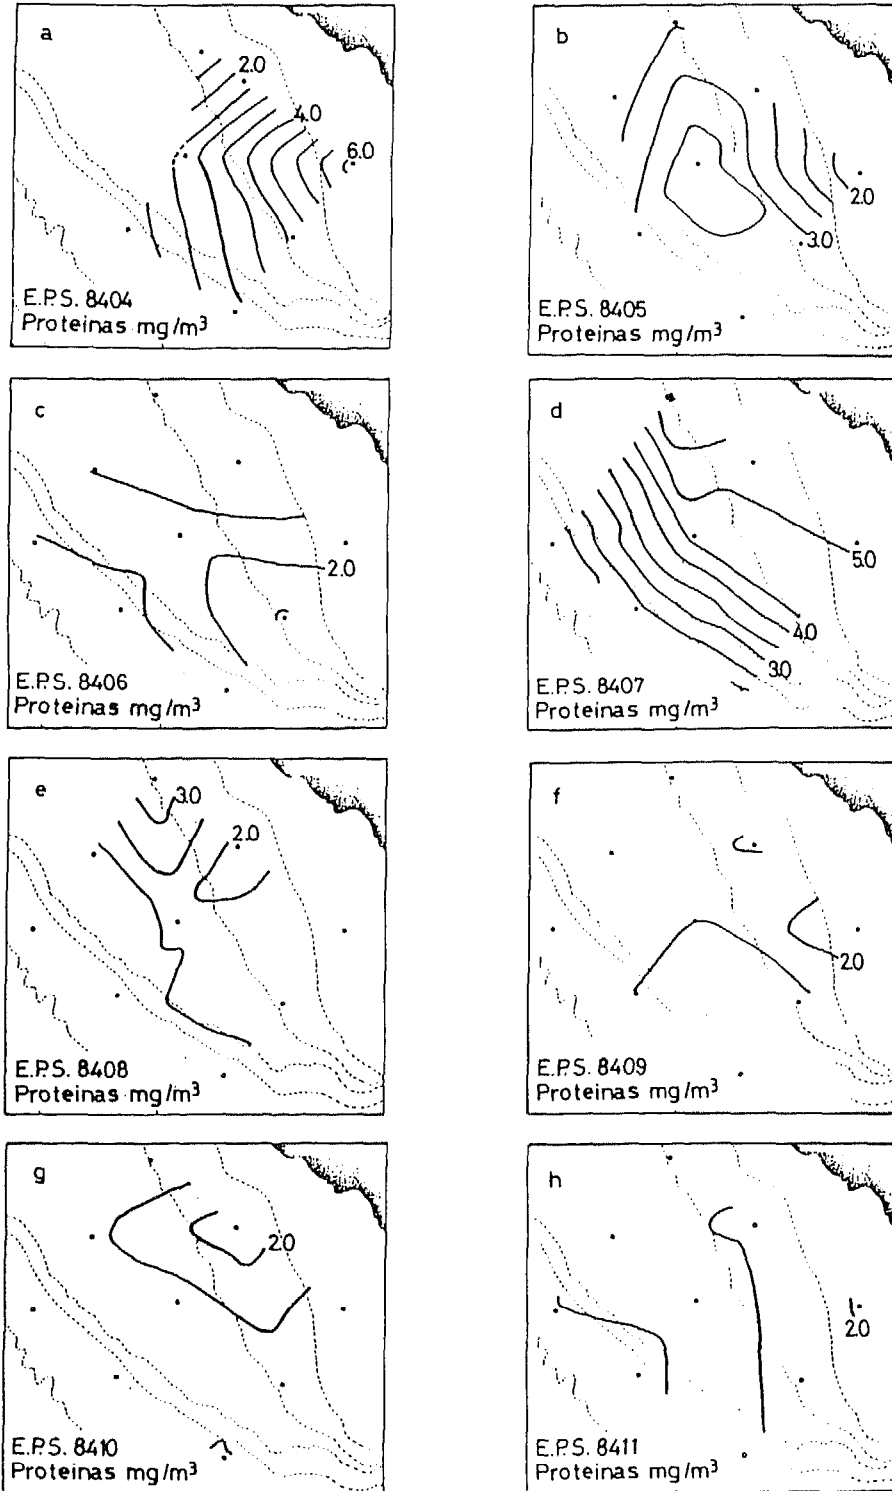 a
2.0
4.0
6.0
E.P.S. 8404
Proteinas mg/m³
b
2.0
3.0
E.P.S. 8405
Proteinas mg/m³
c
2.0
E.P.S. 8406
Proteinas mg/m³
d
5.0
4.0
3.0
E.P.S. 8407
Proteinas mg/m³
e
3.0
2.0
E.P.S. 8408
Proteinas mg/m³
f
2.0
E.P.S. 8409
Proteinas mg/m³
g
2.0
E.P.S. 8410
Proteinas mg/m³
h
2.0
E.P.S. 8411
Proteinas mg/m³